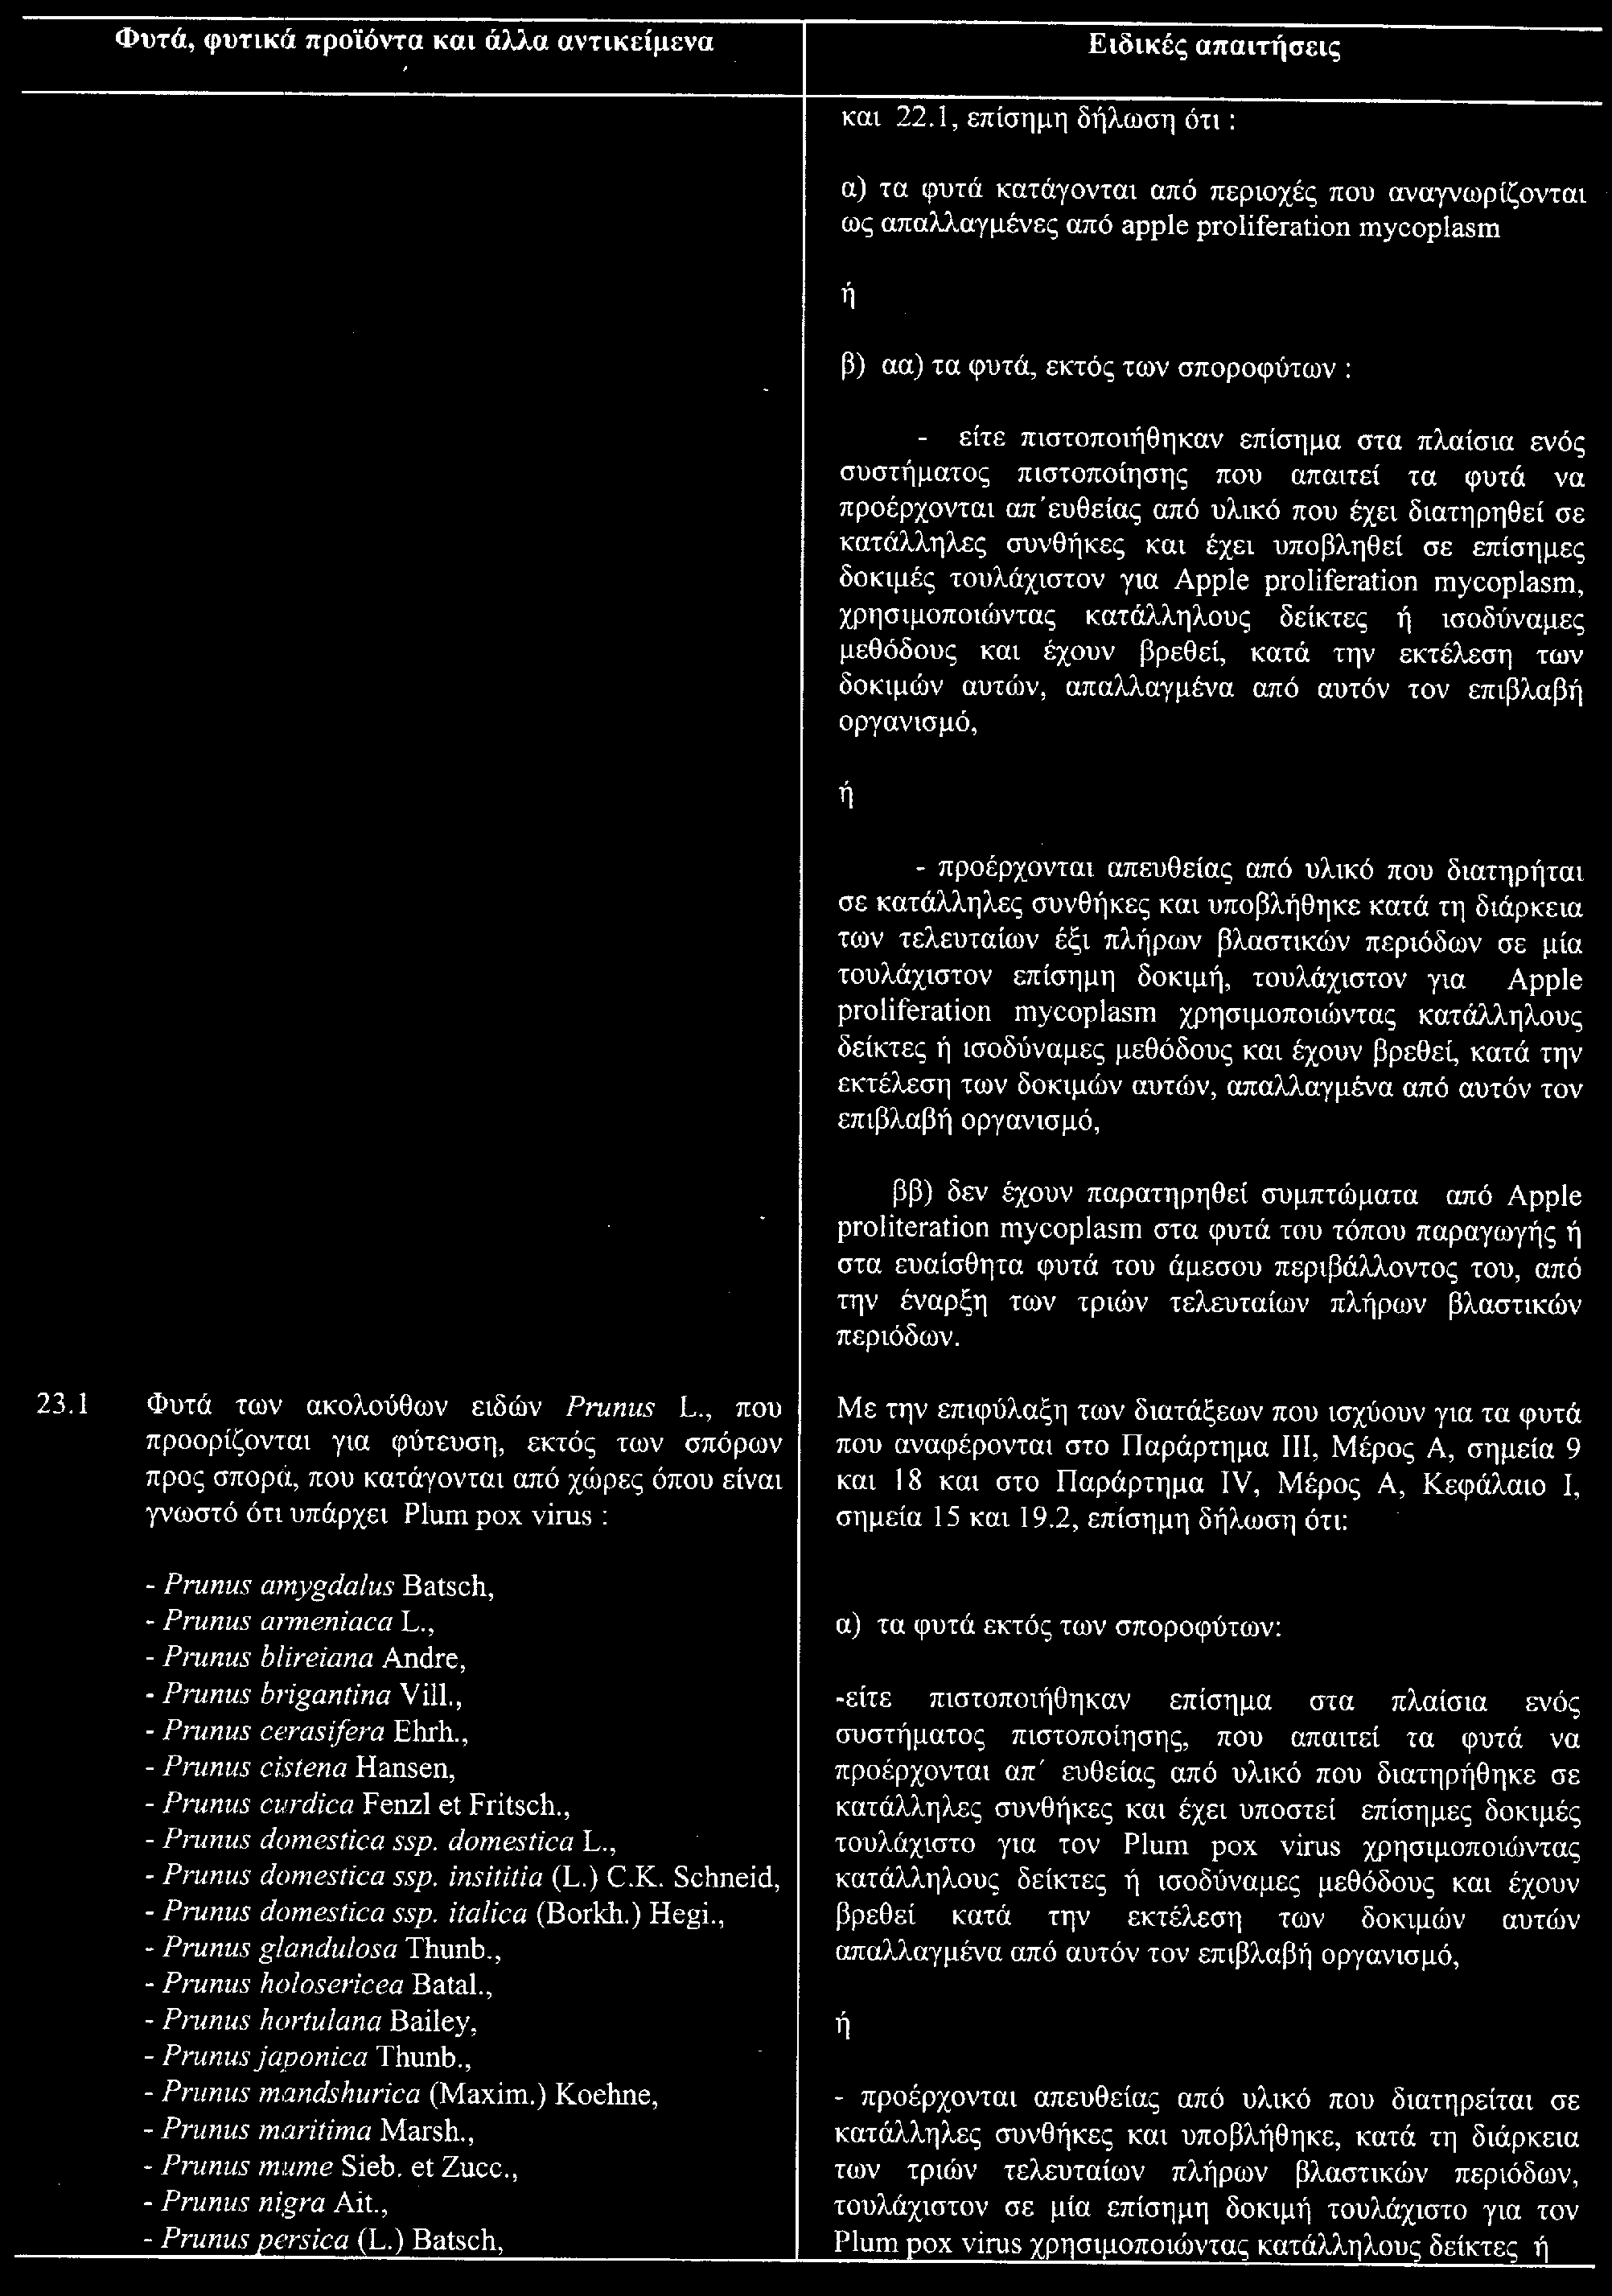 Φυτά, φυτικά προϊόντα και άλλα αντικείμενα
Ειδικές απαιτήσεις
και 22.1, επίσημη δήλωση ότι :
α) τα φυτά κατάγονται από περιοχές που αναγνωρίζονται
ως απαλλαγμένες από apple proliferation mycoplasm
ή
β) αα) τα φυτά, εκτός των σποροφύτων :
- είτε πιστοποιήθηκαν επίσημα στα πλαίσια ενός
συστήματος πιστοποίησης που απαιτεί τα φυτά να
προέρχονται απ΄ευθείας από υλικό που έχει διατηρηθεί σε
κατάλληλες συνθήκες και έχει υποβληθεί σε επίσημες
δοκιμές τουλάχιστον για Apple proliferation mycoplasm,
χρησιμοποιώντας κατάλληλους δείκτες ή ισοδύναμες
μεθόδους και έχουν βρεθεί, κατά την εκτέλεση των
δοκιμών αυτών, απαλλαγμένα από αυτόν τον επιβλαβή
οργανισμό,
ή
- προέρχονται απευθείας από υλικό που διατηρήται
σε κατάλληλες συνθήκες και υποβλήθηκε κατά τη διάρκεια
των τελευταίων έξι πλήρων βλαστικών περιόδων σε μία
τουλάχιστον επίσημη δοκιμή, τουλάχιστον για Apple
proliferation mycoplasm χρησιμοποιώντας κατάλληλους
δείκτες ή ισοδύναμες μεθόδους και έχουν βρεθεί, κατά την
εκτέλεση των δοκιμών αυτών, απαλλαγμένα από αυτόν τον
επιβλαβή οργανισμό,
ββ) δεν έχουν παρατηρηθεί συμπτώματα από Apple
proliteration mycoplasm στα φυτά του τόπου παραγωγής ή
στα ευαίσθητα φυτά του άμεσου περιβάλλοντος του, από
την έναρξη των τριών τελευταίων πλήρων βλαστικών
περιόδων.
23.1 Φυτά των ακολούθων ειδών Prunus L., που
προορίζονται για φύτευση, εκτός των σπόρων
προς σπορά, που κατάγονται από χώρες όπου είναι
γνωστό ότι υπάρχει Plum pox virus :
- Prunus amygdalus Batsch,
- Prunus armeniaca L.,
- Prunus blireiana Andre,
- Prunus brigantina Vill.,
- Prunus cerasifera Ehrh.,
- Prunus cistena Hansen,
- Prunus curdica Fenzl et Fritsch.,
- Prunus domestica ssp. domestica L.,
- Prunus domestica ssp. insititia (L.) C.K. Schneid,
- Prunus domestica ssp. italica (Borkh.) Hegi.,
- Prunus glandulosa Thunb.,
- Prunus holosericea Batal.,
- Prunus hortulana Bailey,
- Prunus japonica Thunb.,
- Prunus mandshurica (Maxim.) Koehne,
- Prunus maritima Marsh.,
- Prunus mume Sieb. et Zucc.,
- Prunus nigra Ait.,
- Prunus persica (L.) Batsch,
Με την επιφύλαξη των διατάξεων που ισχύουν για τα φυτά
που αναφέρονται στο Παράρτημα ΙΙΙ, Μέρος Α, σημεία 9
και 18 και στο Παράρτημα IV, Μέρος Α, Κεφάλαιο Ι,
σημεία 15 και 19.2, επίσημη δήλωση ότι:
α) τα φυτά εκτός των σποροφύτων:
-είτε πιστοποιήθηκαν επίσημα στα πλαίσια ενός
συστήματος πιστοποίησης, που απαιτεί τα φυτά να
προέρχονται απ΄ ευθείας από υλικό που διατηρήθηκε σε
κατάλληλες συνθήκες και έχει υποστεί επίσημες δοκιμές
τουλάχιστο για τον Plum pox virus χρησιμοποιώντας
κατάλληλους δείκτες ή ισοδύναμες μεθόδους και έχουν
βρεθεί κατά την εκτέλεση των δοκιμών αυτών
απαλλαγμένα από αυτόν τον επιβλαβή οργανισμό,
ή
- προέρχονται απευθείας από υλικό που διατηρείται σε
κατάλληλες συνθήκες και υποβλήθηκε, κατά τη διάρκεια
των τριών τελευταίων πλήρων βλαστικών περιόδων,
τουλάχιστον σε μία επίσημη δοκιμή τουλάχιστο για τον
Plum pox virus χρησιμοποιώντας κατάλληλους δείκτες ή